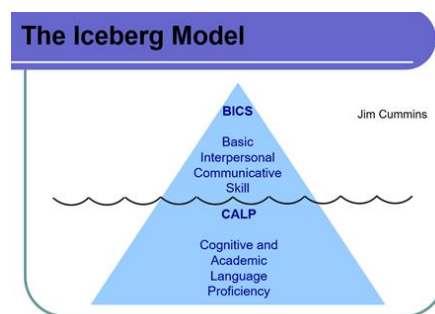 The Iceberg Model
BICS
Jim Cummins
Basic
Interpersonal
Communicative
Skill
CALP
Cognitive and
Academic
Language
Proficiency